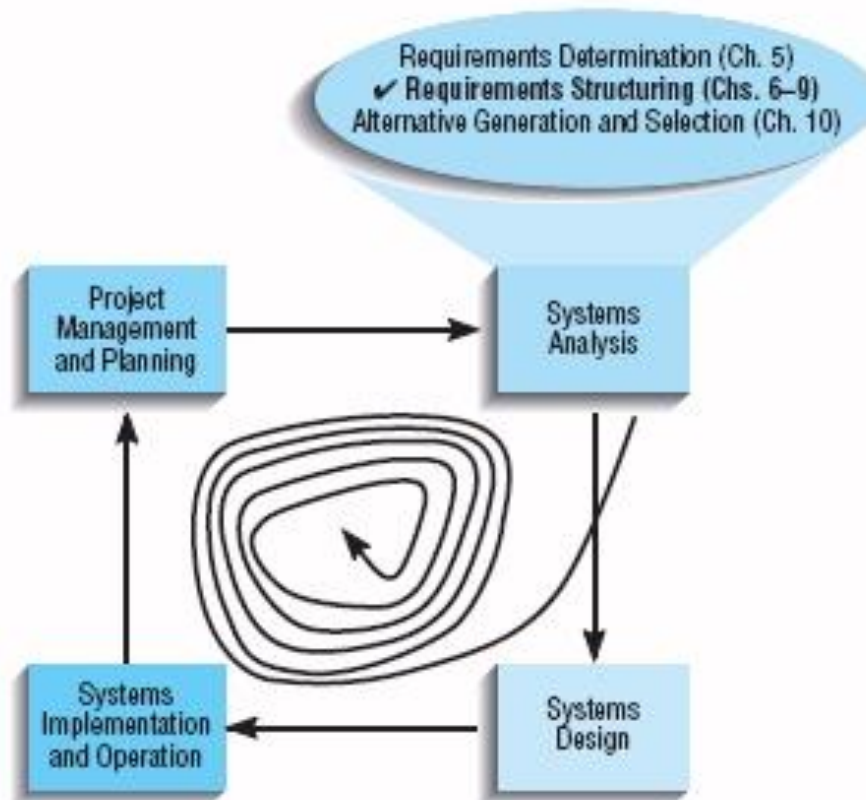 Requirements Determination (Ch. 5)
✔ Requirements Structuring (Chs. 6–9)
Alternative Generation and Selection (Ch. 10)
Project
Management
and Planning
Systems
Analysis
Systems
Implementation
and Operation
Systems
Design